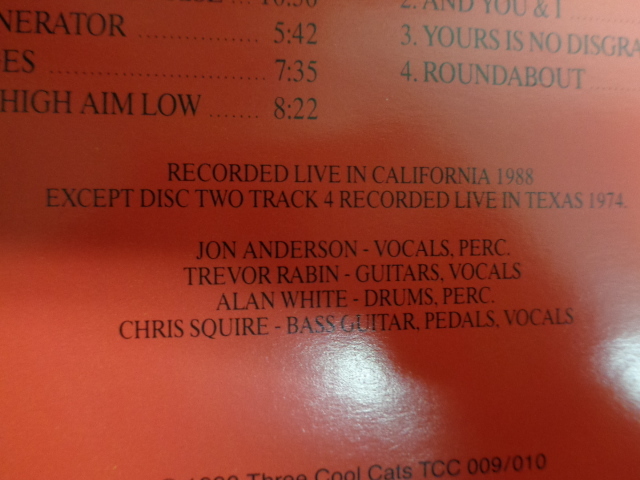 10:36
NERATOR ........ 5:42
GES ........................ 7:35
HIGH AIM LOW ...... 8:22
2. AND YOU & I ......
3. YOURS IS NO DISGRA
4. ROUNDABOUT ......
RECORDED LIVE IN CALIFORNIA 1988
EXCEPT DISC TWO TRACK 4 RECORDED LIVE IN TEXAS 1974.
JON ANDERSON - VOCALS, PERC.
TREVOR RABIN - GUITARS, VOCALS
ALAN WHITE - DRUMS, PERC.
CHRIS SQUIRE - BASS GUITAR, PEDALS, VOCALS
Three Cool Cats TCC 009/010